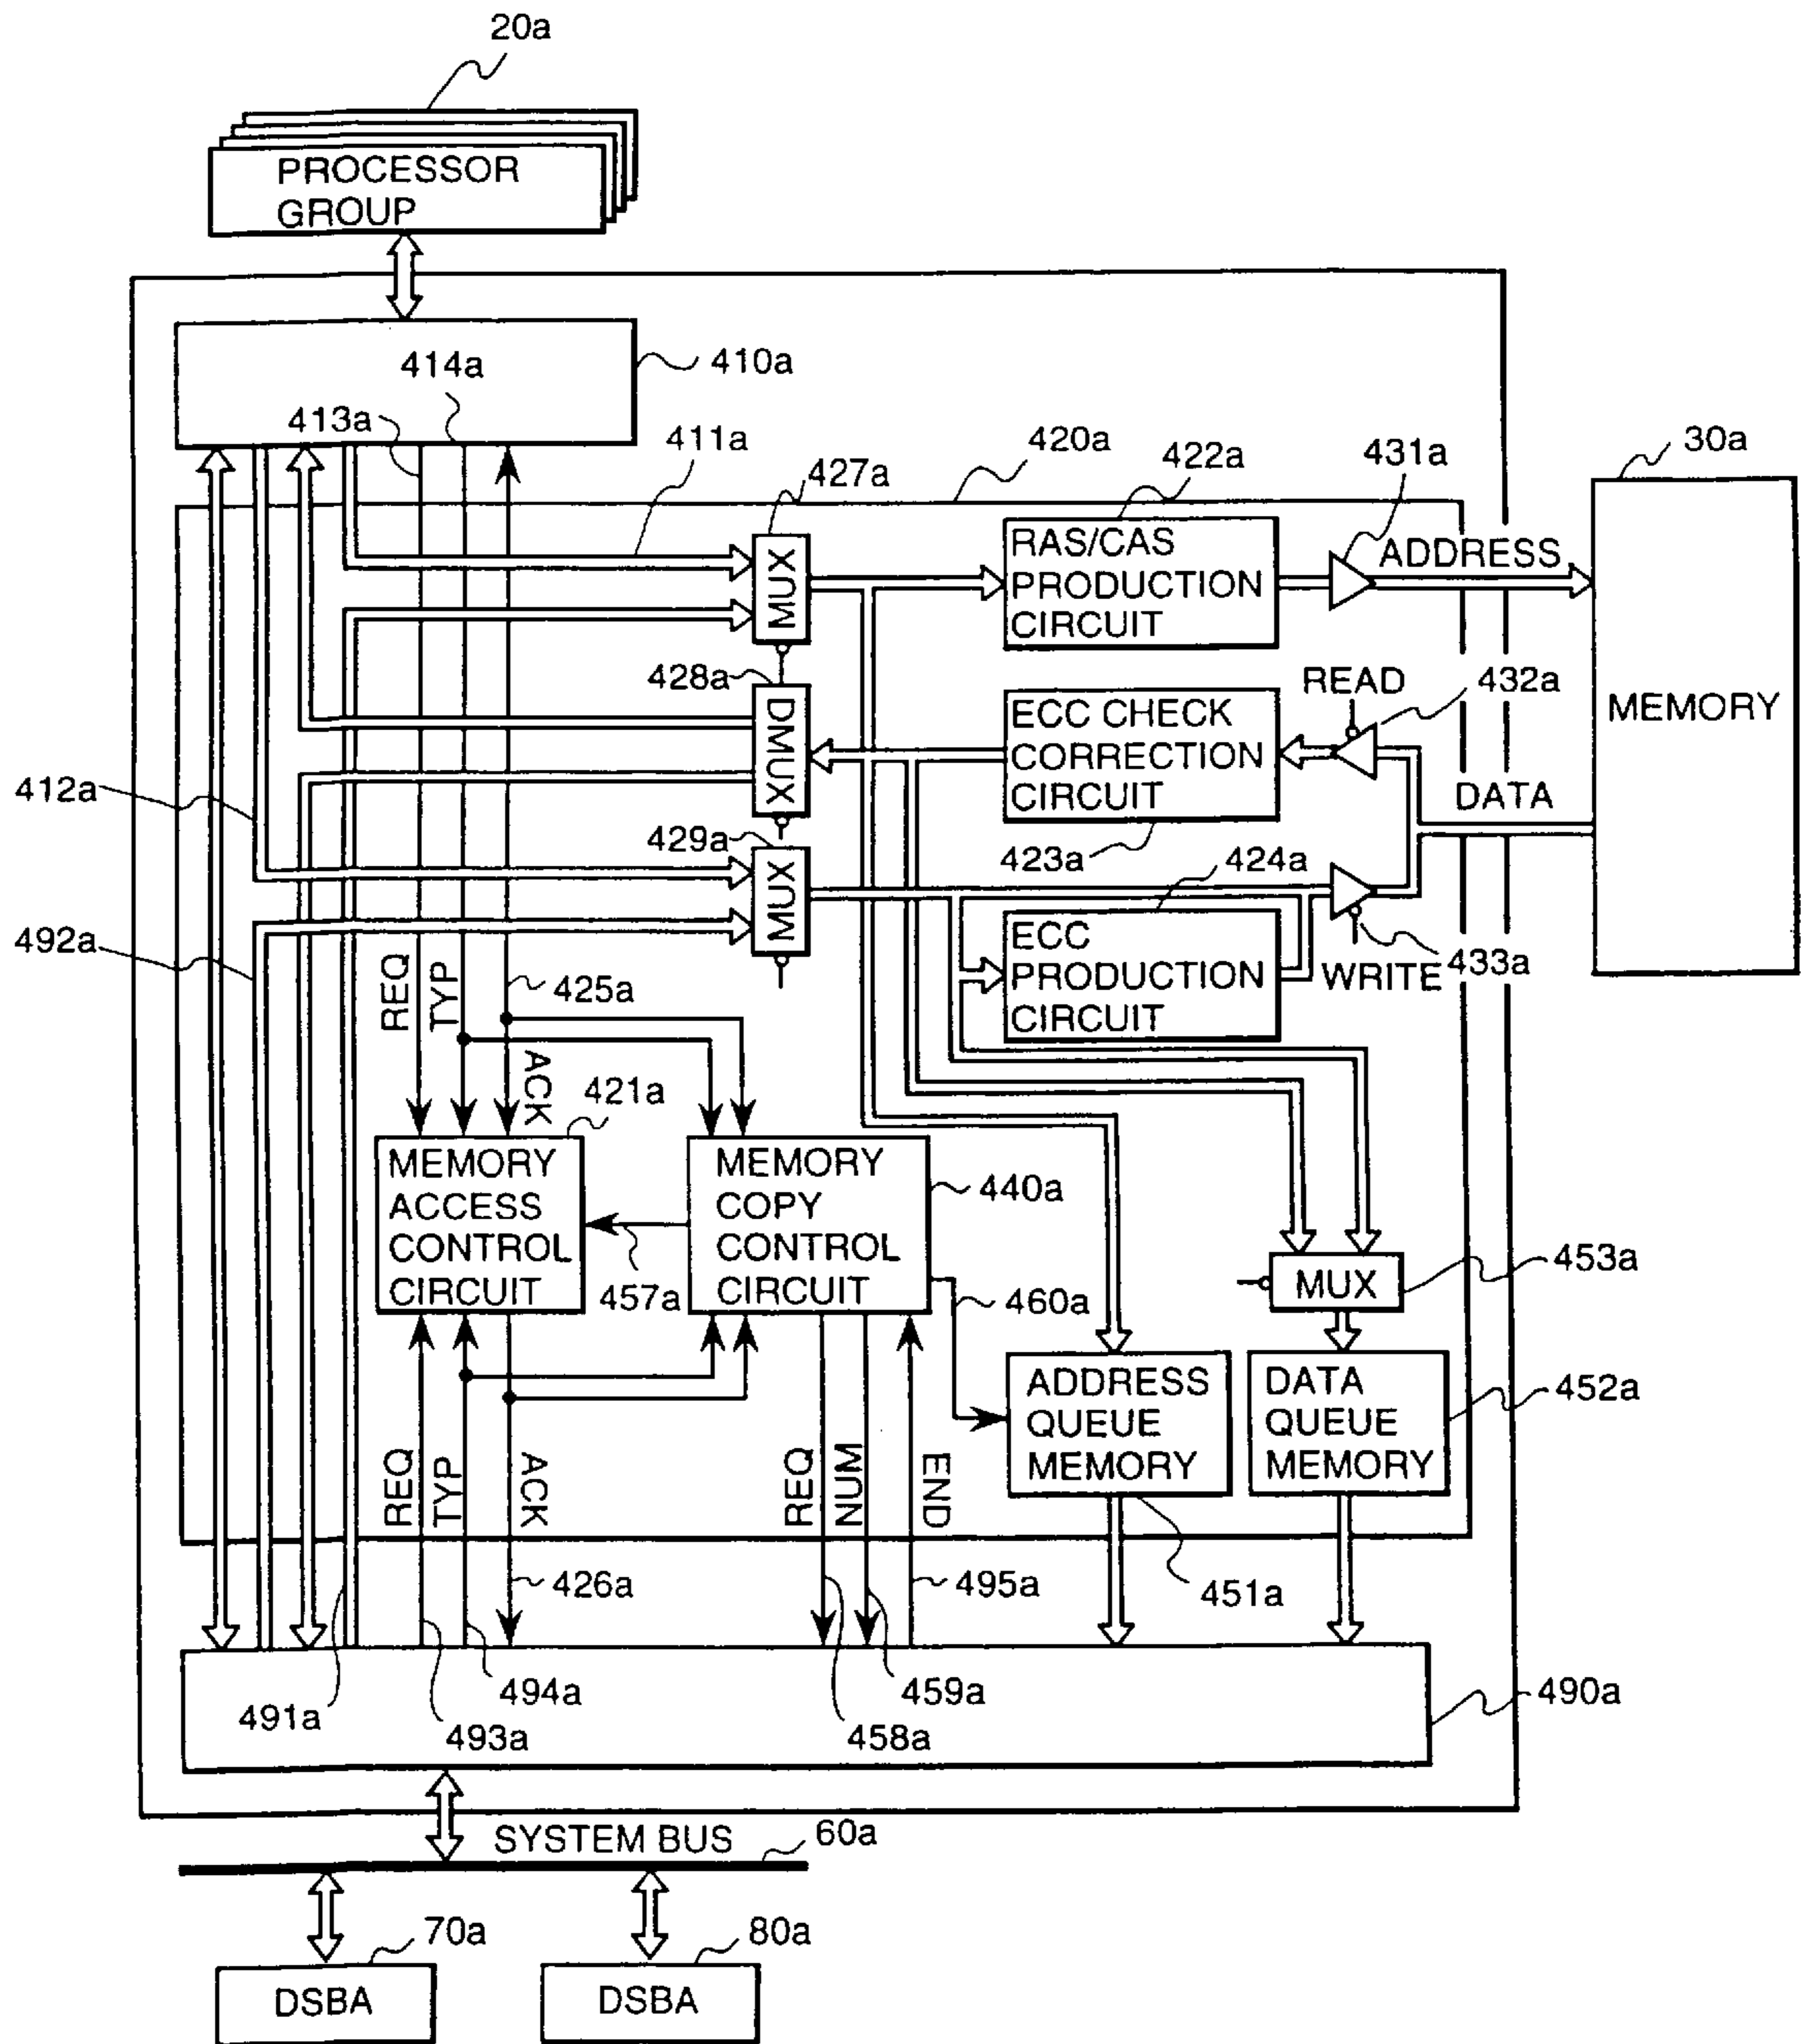 20a
PROCESSOR
GROUP
414a
410a
413a
411a
427a
420a
422a
431a
30a
MUX
RAS/CAS
PRODUCTION
CIRCUIT
ADDRESS
428a
DMUX
ECC CHECK
CORRECTION
CIRCUIT
READ
432a
MEMORY
412a
DATA
429a
423a
424a
MUX
492a
ECC
PRODUCTION
CIRCUIT
WRITE
433a
REQ
TYP
425a
ACK
421a
MEMORY
ACCESS
CONTROL
CIRCUIT
MEMORY
COPY
CONTROL
CIRCUIT
440a
457a
460a
453a
MUX
ADDRESS
QUEUE
MEMORY
DATA
QUEUE
MEMORY
452a
REQ
TYP
ACK
REQ
NUM
END
426a
495a
451a
491a
493a
494a
458a
459a
490a
SYSTEM BUS
60a
70a
80a
DSBA
DSBA